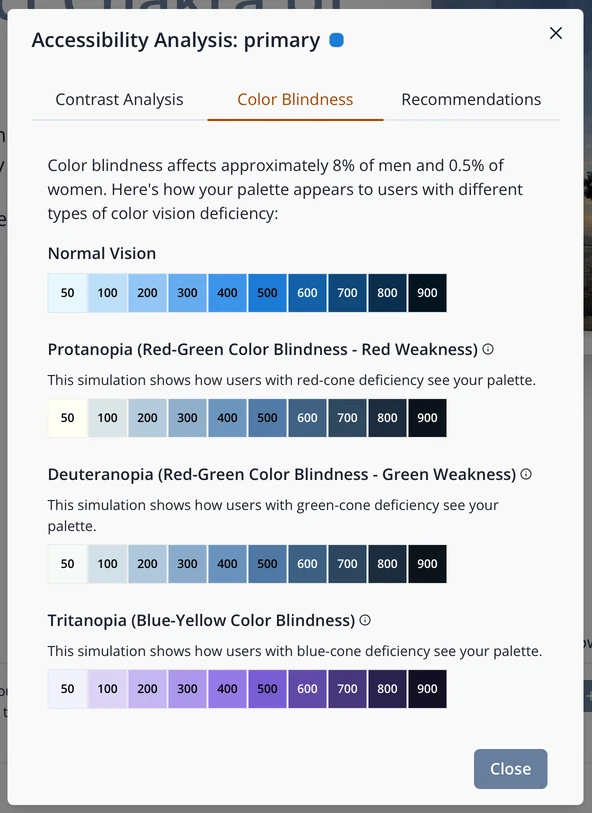 Accessibility Analysis: primary
Contrast Analysis
Color Blindness
Recommendations
Color blindness affects approximately 8% of men and 0.5% of
women. Here's how your palette appears to users with different
types of color vision deficiency:
Normal Vision
50 100 200 300 400 500 600 700 800 900
Protanopia (Red-Green Color Blindness - Red Weakness)
This simulation shows how users with red-cone deficiency see your palette.
50 100 200 300 400 500 600 700 800 900
Deuteranopia (Red-Green Color Blindness - Green Weakness)
This simulation shows how users with green-cone deficiency see your
palette.
50 100 200 300 400 500 600 700 800 900
Tritanopia (Blue-Yellow Color Blindness)
This simulation shows how users with blue-cone deficiency see your palette.
50 100 200 300 400 500 600 700 800 900
Close